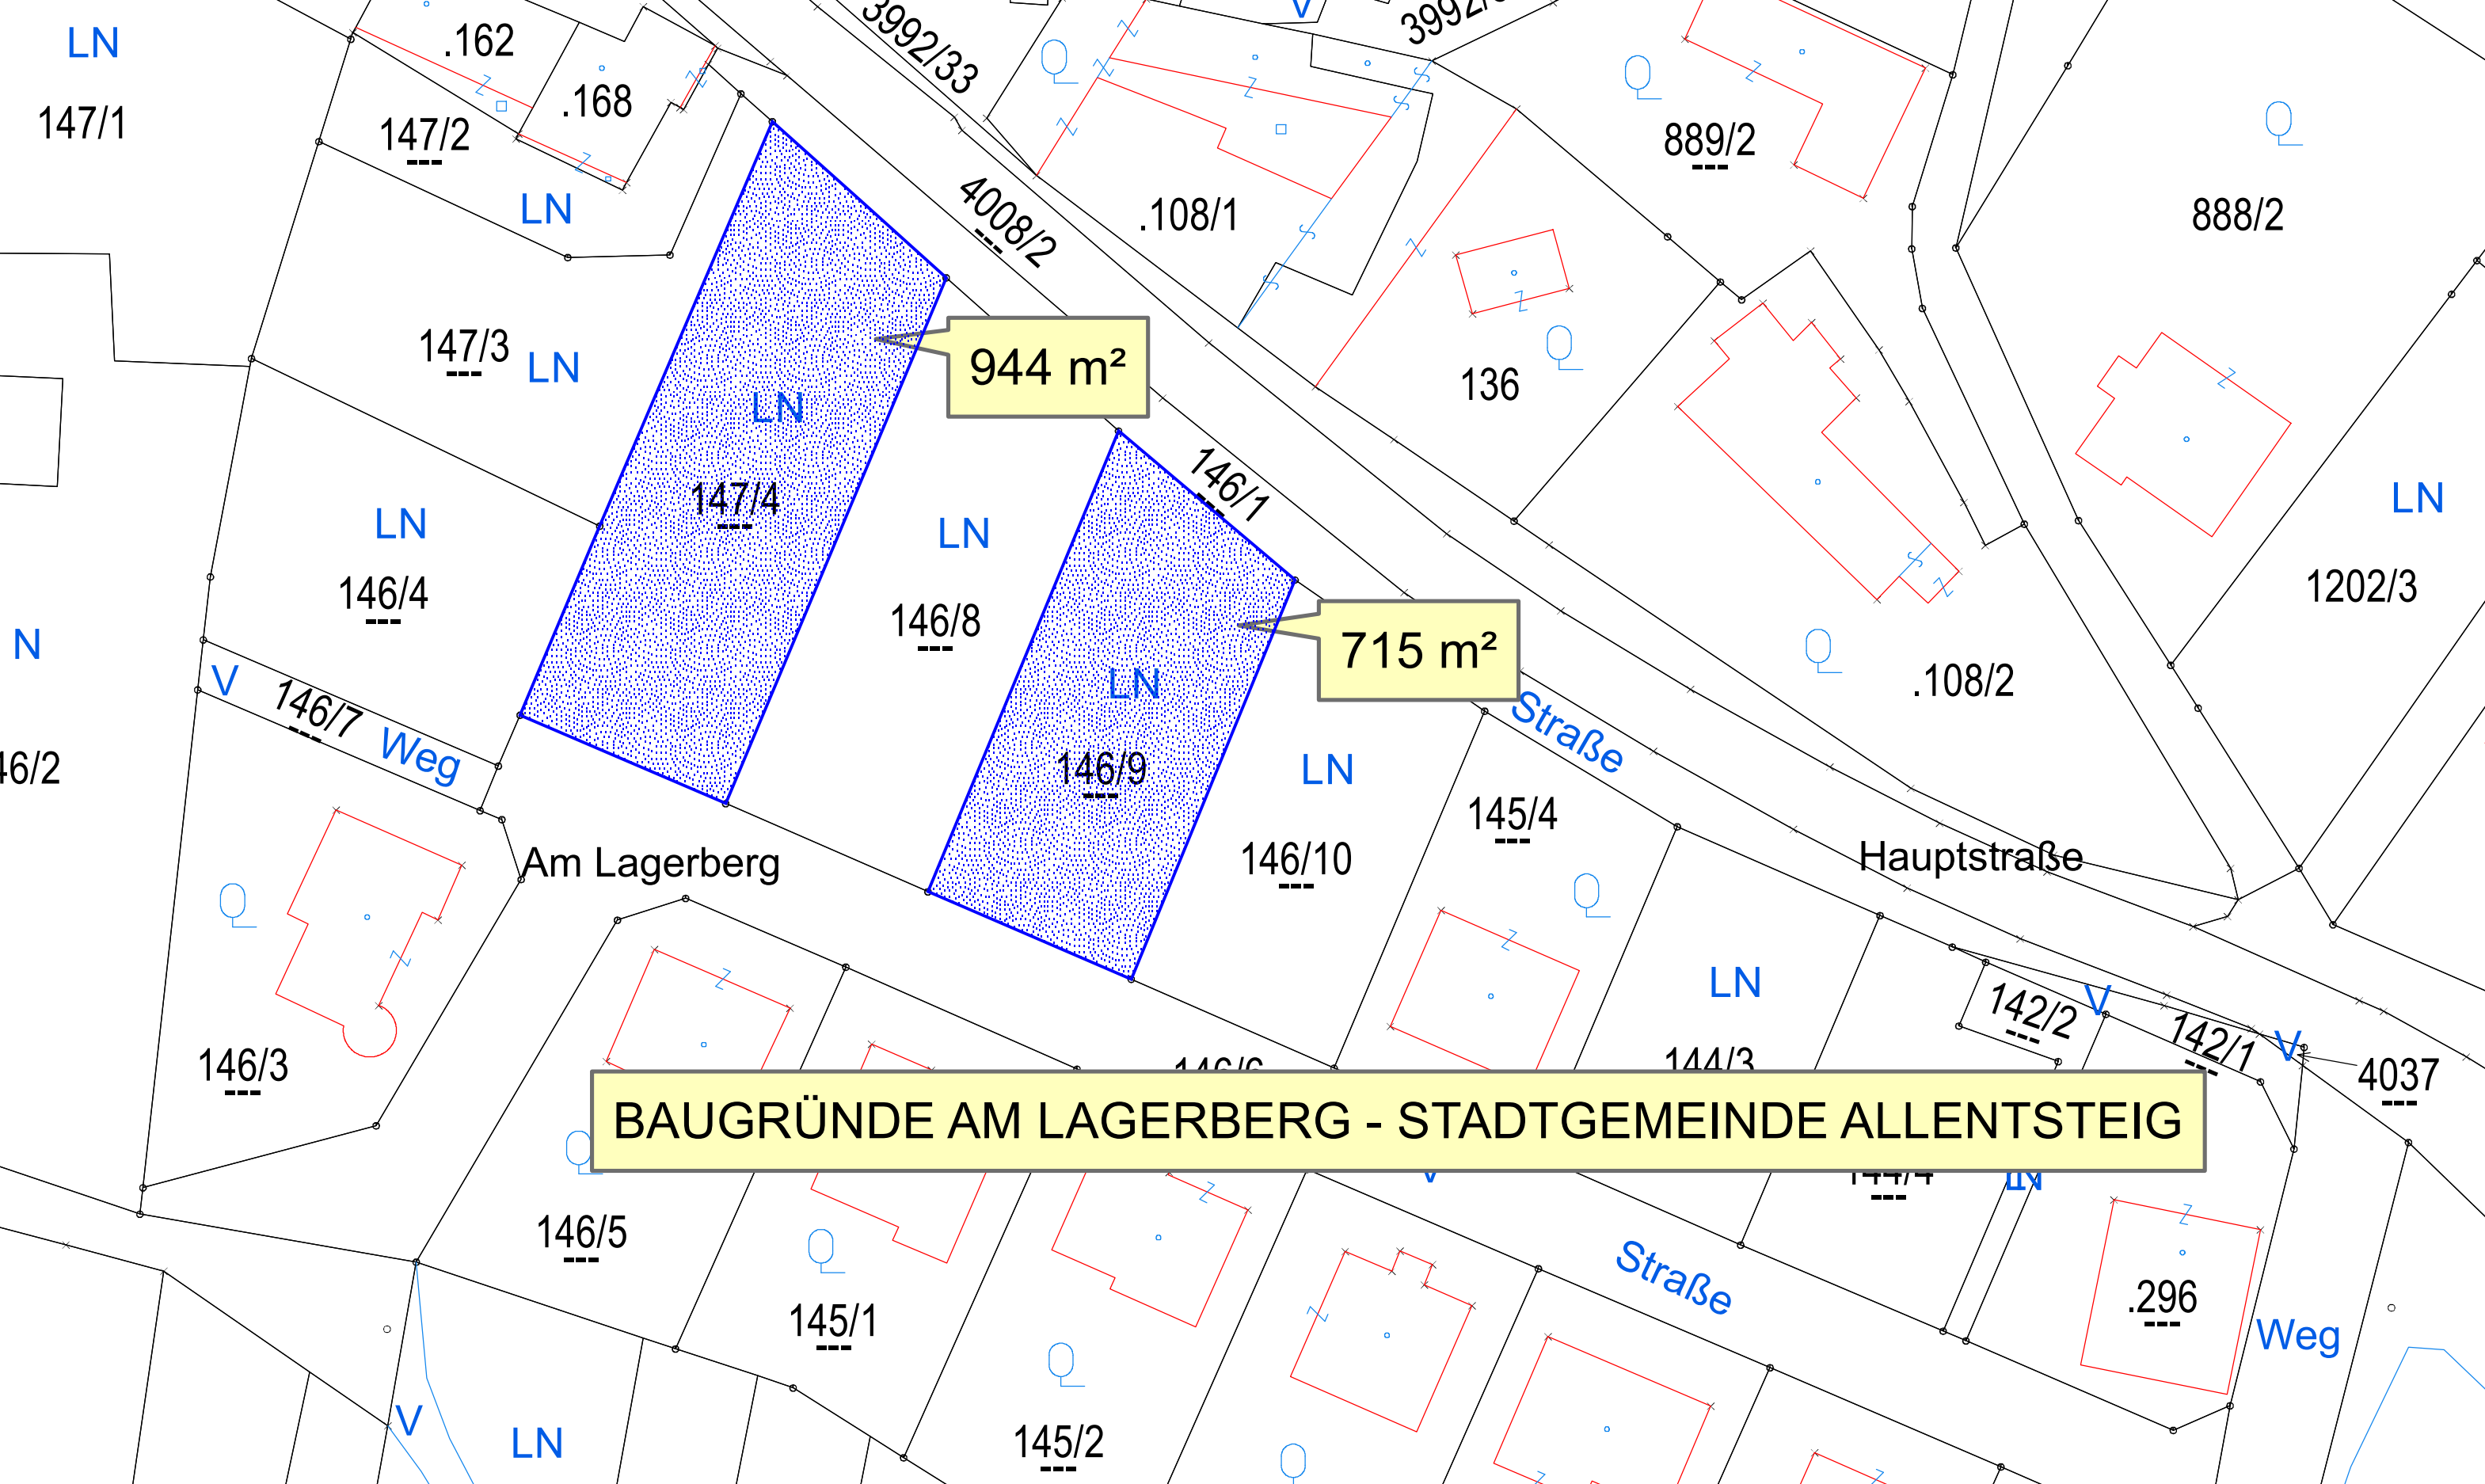 LN
.162
3992/33
V
147/1
147/2
.168
889/2
LN
4008/2
.108/1
888/2
147/3
LN
944 m²
136
LN
147/4
146/1
LN
LN
LN
146/4
146/8
1202/3
N
715 m²
V
146/7
Weg
LN
.108/2
Straße
146/9
LN
145/4
Am Lagerberg
146/10
Hauptstraße
LN
V
142/2
142/1
V
146/3
144/3
4037
BAUGRÜNDE AM LAGERBERG - STADTGEMEINDE ALLENTSTEIG
146/5
LN
Straße
145/1
.296
Weg
V
LN
145/2